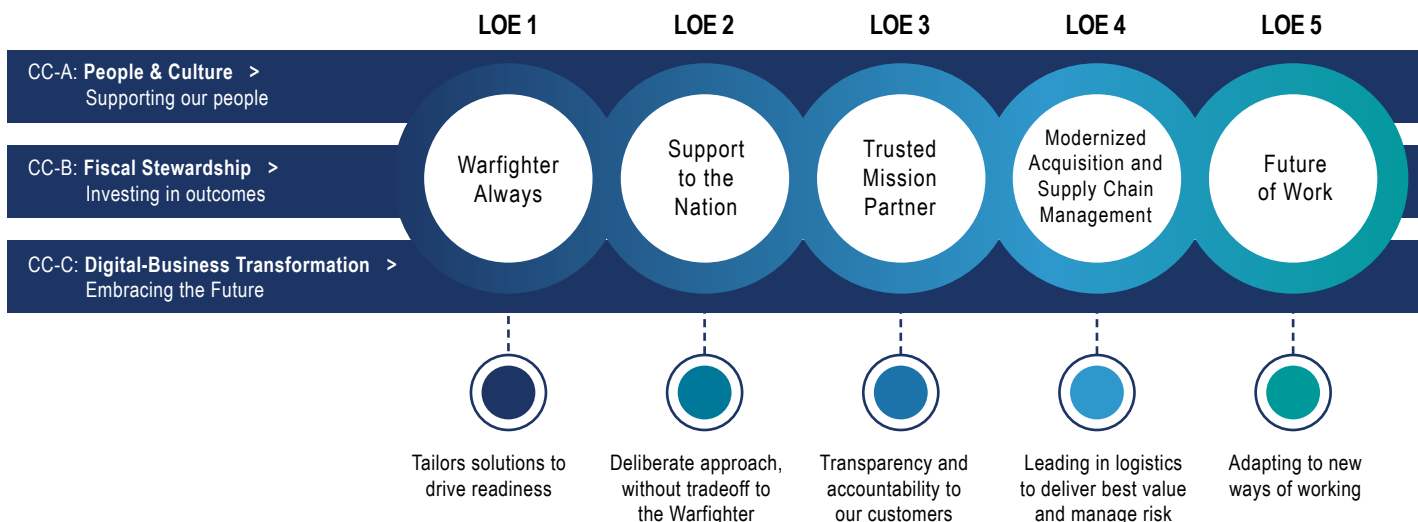 LOE 1
LOE 2
LOE 3
LOE 4
LOE 5
CC-A: People & Culture >
Supporting our people
CC-B: Fiscal Stewardship >
Investing in outcomes
CC-C: Digital-Business Transformation >
Embracing the Future
Warfighter
Always
Support
to the
Nation
Trusted
Mission
Partner
Modernized
Acquisition and
Supply Chain
Management
Future
of Work
Tailors solutions to
drive readiness
Deliberate approach,
without tradeoff to
the Warfighter
Transparency and
accountability to
our customers
Leading in logistics
to deliver best value
and manage risk
Adapting to new
ways of working